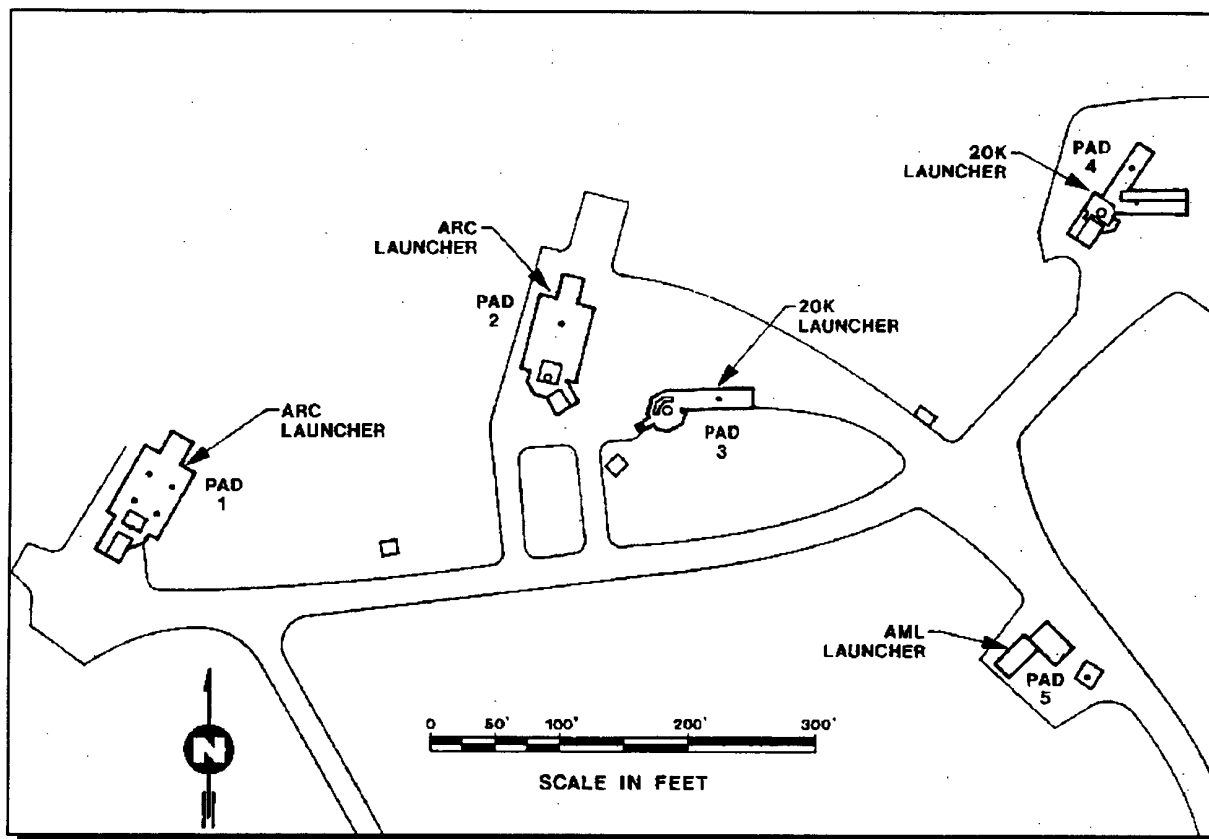 20K
LAUNCHER
PAD
4
ARC
LAUNCHER
PAD
2
20K
LAUNCHER
PAD
3
ARC
LAUNCHER
PAD
1
AML
LAUNCHER
PAD
5
N
0 50' 100' 200' 300'
SCALE IN FEET